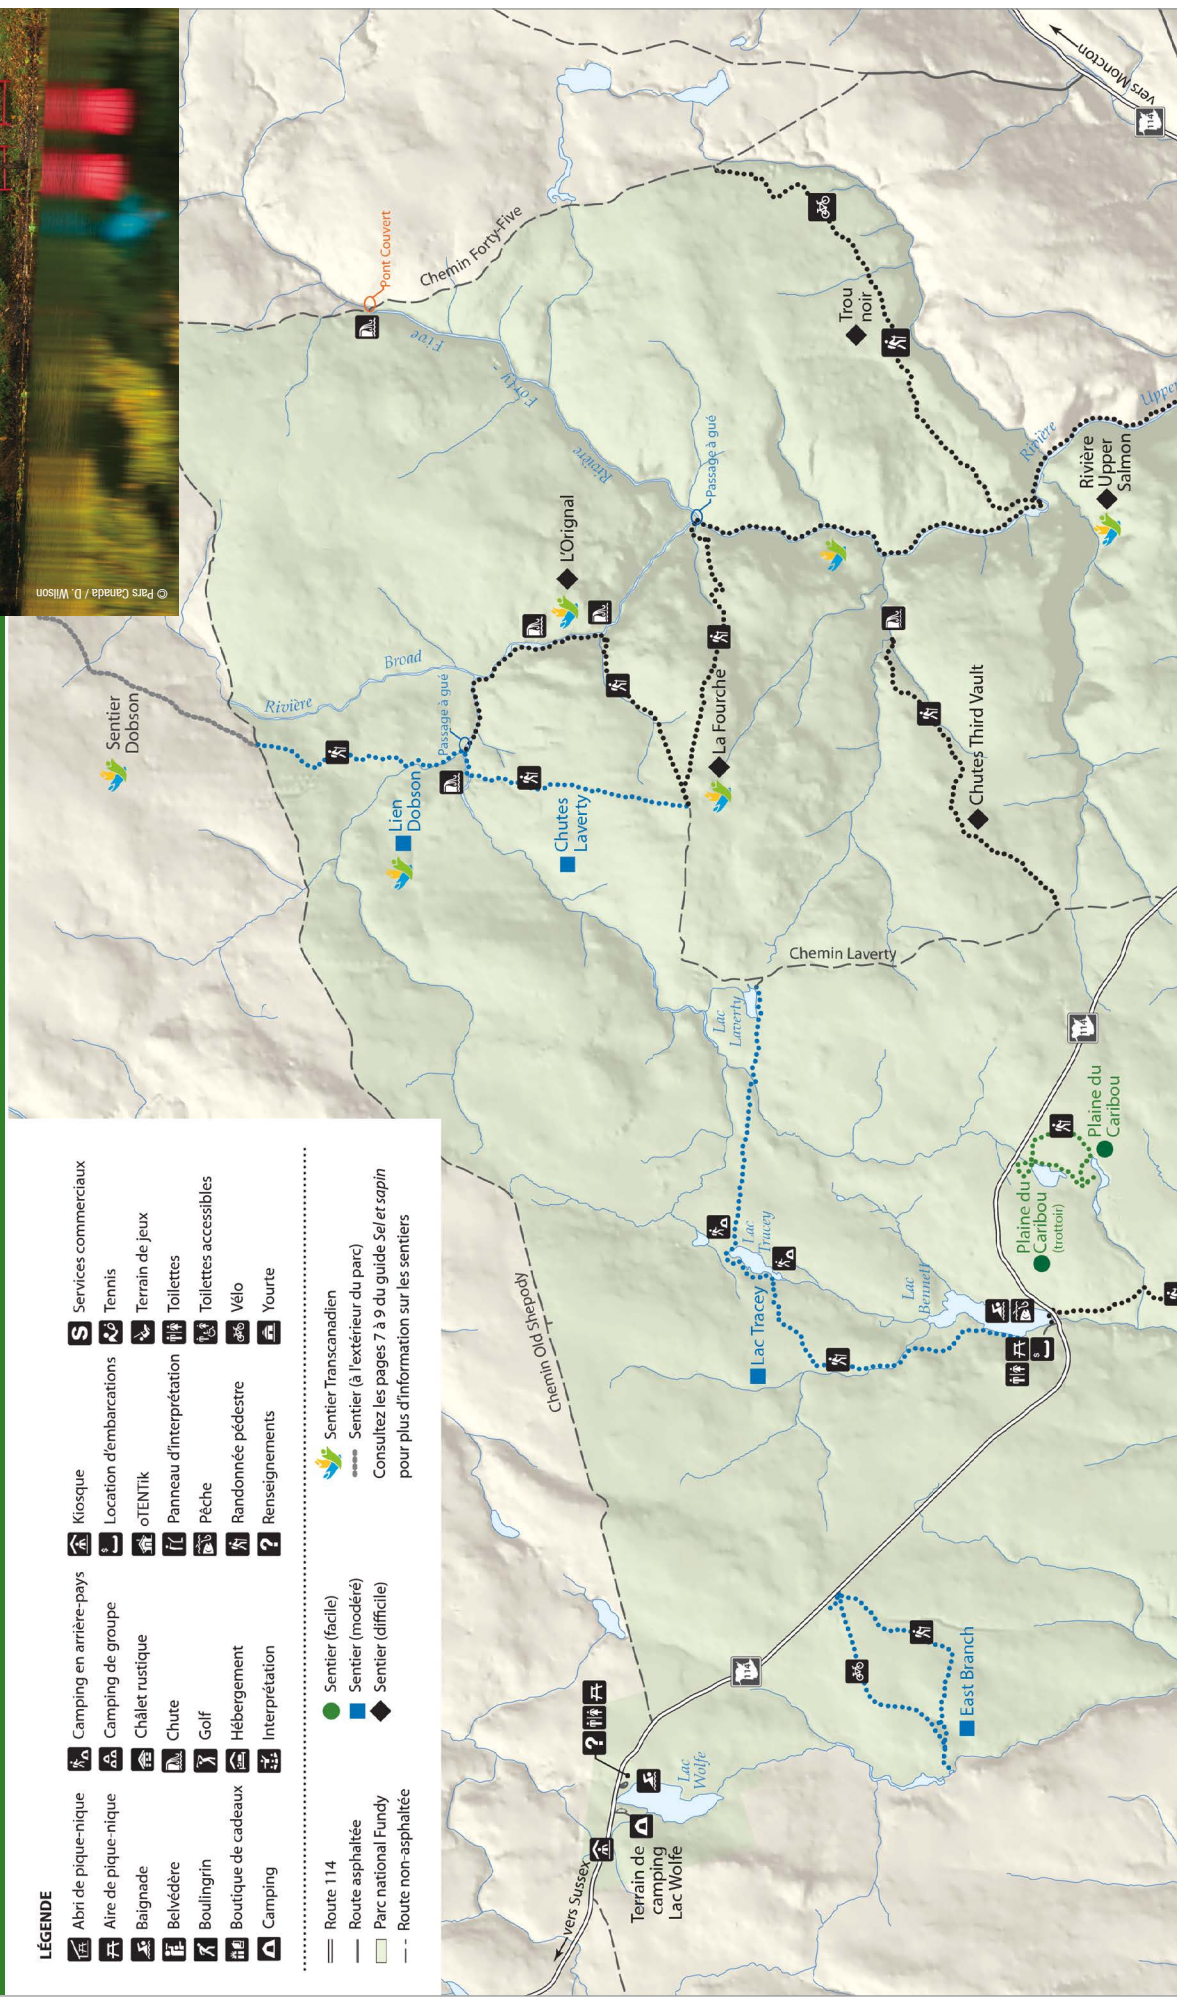 LÉGENDE
Abri de pique-nique
Aire de pique-nique
Baignade
Belvédère
Boulingrin
Boutique de cadeaux
Camping
Camping en arrière-pays
Camping de groupe
Châlet rustique
Chute
Golf
Hébergement
Interprétation
Kiosque
Location d'embarcations
oTENTik
Panneau d'interprétation
Pêche
Randonnée pédestre
Renseignements
Services commerciaux
Tennis
Terrain de jeux
Toilettes
Toilettes accessibles
Vélo
Yourte
Route 114
Route asphaltée
Parc national Fundy
Route non-asphaltée
Sentier (facile)
Sentier (modéré)
Sentier (difficile)
Sentier Transcanadien
Sentier (à l'extérieur du parc)
Consultez les pages 7 à 9 du guide Sel et sapin
pour plus d'information sur les sentiers
© Parcs Canada / D. Wilson
Sentier
Dobson
Rivière
Broad
Passage à gué
Lien
Dobson
Chutes
Laverty
L'Orignal
Pont Couvert
Chemin Forty-Five
Rivière
Forty -
Five
Passage à gué
La Fourche
Trou
noir
Rivière
Upper
Rivière
Upper
Salmon
Chutes Third Vault
Chemin Laverty
Lac
Laverty
Lac
Tracey
Lac Tracey
Lac
Bennett
Plaine du
Caribou
(trottoir)
Plaine du
Caribou
114
114
114
vers Moncton
Chemin Old Shepody
East Branch
Lac
Wolfe
Terrain de
camping
Lac Wolfe
vers Sussex